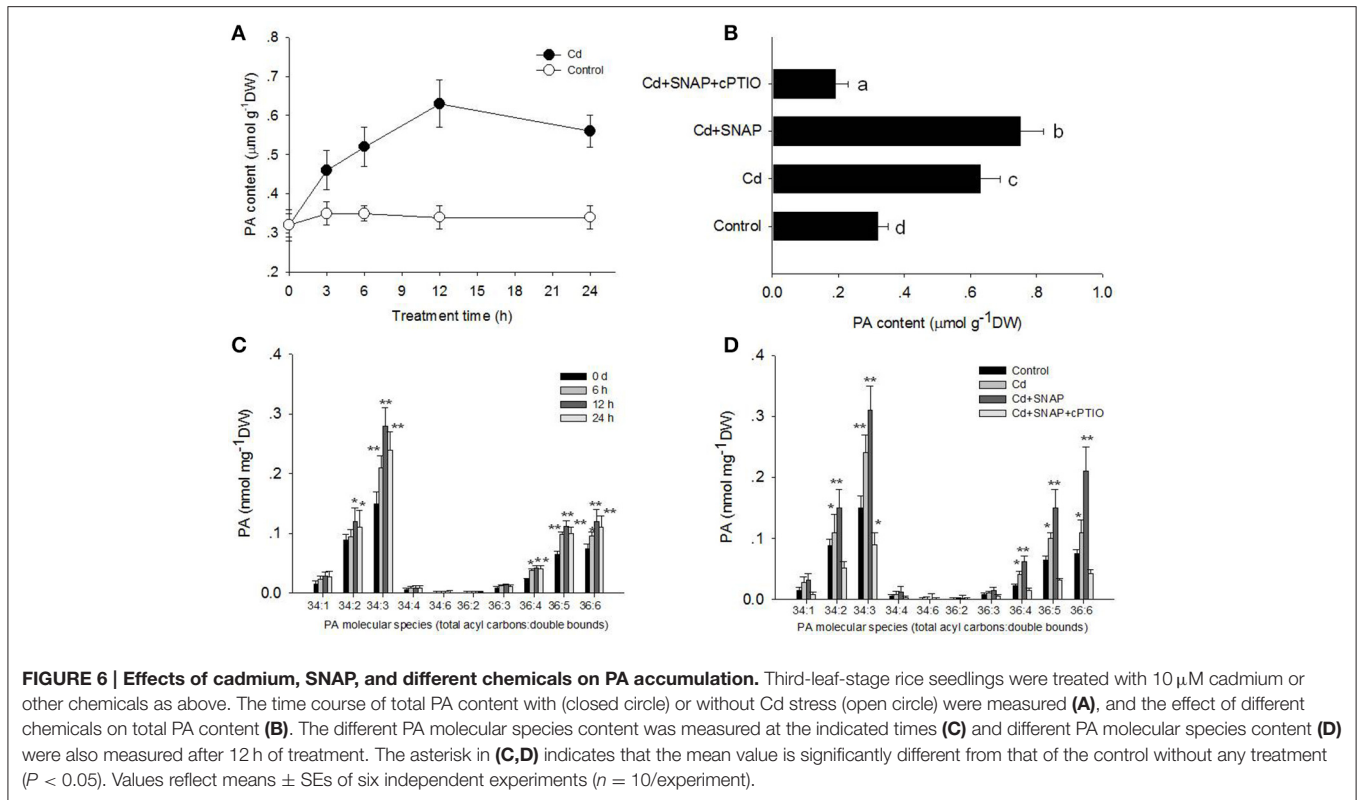 A
.8
.7
.6
.5
.4
.3
.2
PA content (µmol g-1DW)
Cd
Control
0 3 6 9 12 15 18 21 24
Treatment time (h)
B
Cd+SNAP+cPTIO
Cd+SNAP
Cd
Control
a
b
c
d
0.0 .2 .4 .6 .8 1.0
PA content (µmol g-1DW)
C
.4
.3
.2
.1
0.0
PA (nmol mg-1DW)
0 d
6 h
12 h
24 h
** ** **
* *
* **
** ** **
* ** **
34:1 34:2 34:3 34:4 34:6 36:2 36:3 36:4 36:5 36:6
PA molecular species (total acyl carbons:double bounds)
D
.4
.3
.2
.1
0.0
PA (nmol mg-1DW)
Control
Cd
Cd+SNAP
Cd+SNAP+cPTIO
* **
** ** *
* **
* **
* **
34:1 34:2 34:3 34:4 34:6 36:2 36:3 36:4 36:5 36:6
PA molecular species (total acyl carbons:double bounds)
FIGURE 6 | Effects of cadmium, SNAP, and different chemicals on PA accumulation. Third-leaf-stage rice seedlings were treated with 10 µM cadmium or
other chemicals as above. The time course of total PA content with (closed circle) or without Cd stress (open circle) were measured (A), and the effect of different
chemicals on total PA content (B). The different PA molecular species content was measured at the indicated times (C) and different PA molecular species content (D)
were also measured after 12 h of treatment. The asterisk in (C,D) indicates that the mean value is significantly different from that of the control without any treatment
(P < 0.05). Values reflect means ± SEs of six independent experiments (n = 10/experiment).